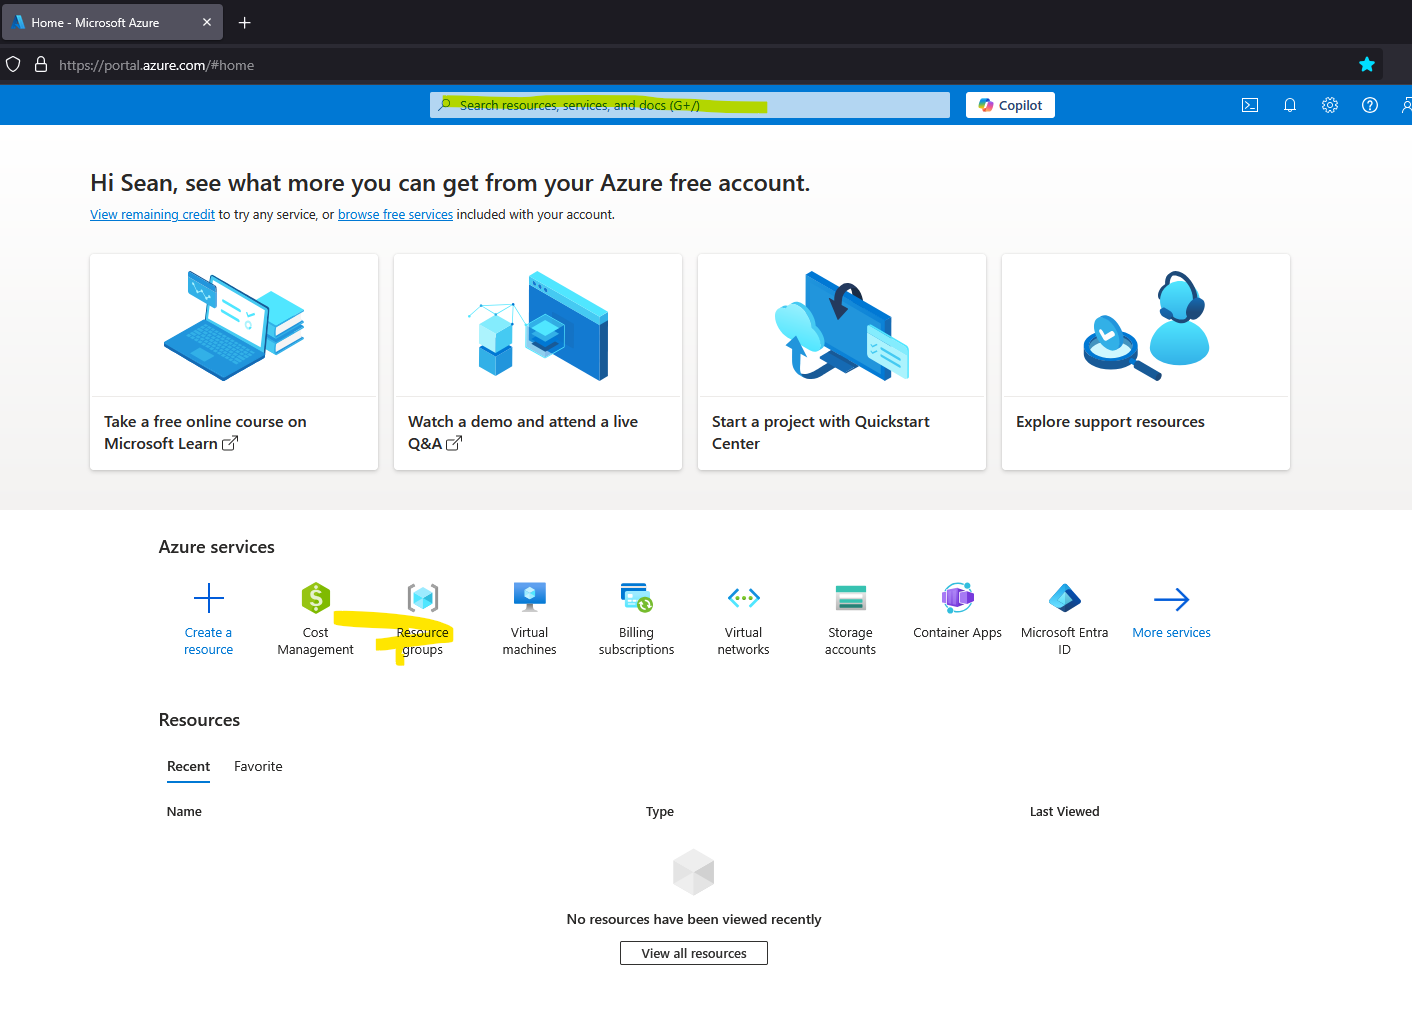 Home - Microsoft Azure
https://portal.azure.com/#home
Search resources, services, and docs (G+/)
Copilot
Hi Sean, see what more you can get from your Azure free account.
View remaining credit to try any service, or browse free services included with your account.
Take a free online course on
Microsoft Learn
Watch a demo and attend a live
Q&A
Start a project with Quickstart
Center
Explore support resources
Azure services
Create a
resource
Cost
Management
Resource
groups
Virtual
machines
Billing
subscriptions
Virtual
networks
Storage
accounts
Container Apps
Microsoft Entra
ID
More services
Resources
Recent
Favorite
Name
Type
Last Viewed
No resources have been viewed recently
View all resources